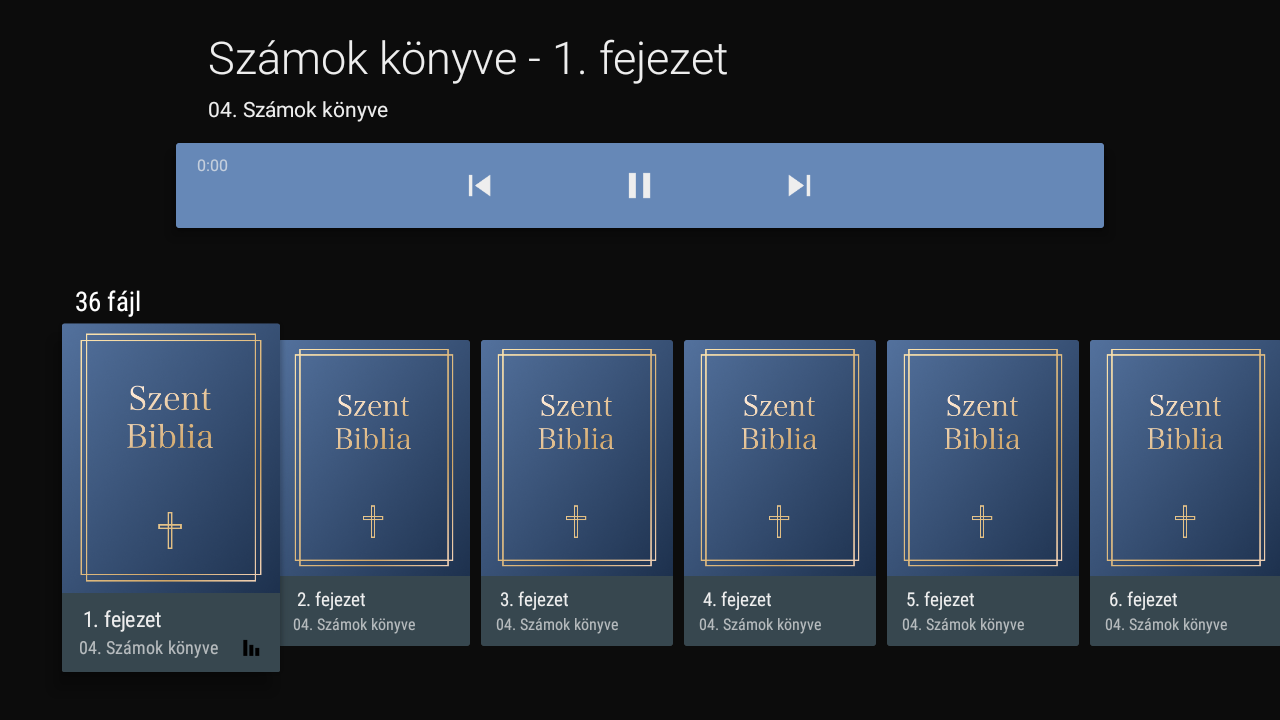 Számok könyve - 1. fejezet
04. Számok könyve
0:00
36 fájl
Szent
Biblia
1. fejezet
04. Számok könyve
Szent
Biblia
2. fejezet
04. Számok könyve
Szent
Biblia
3. fejezet
04. Számok könyve
Szent
Biblia
4. fejezet
04. Számok könyve
Szent
Biblia
5. fejezet
04. Számok könyve
Szent
Biblia
6. fejezet
04. Számok könyve